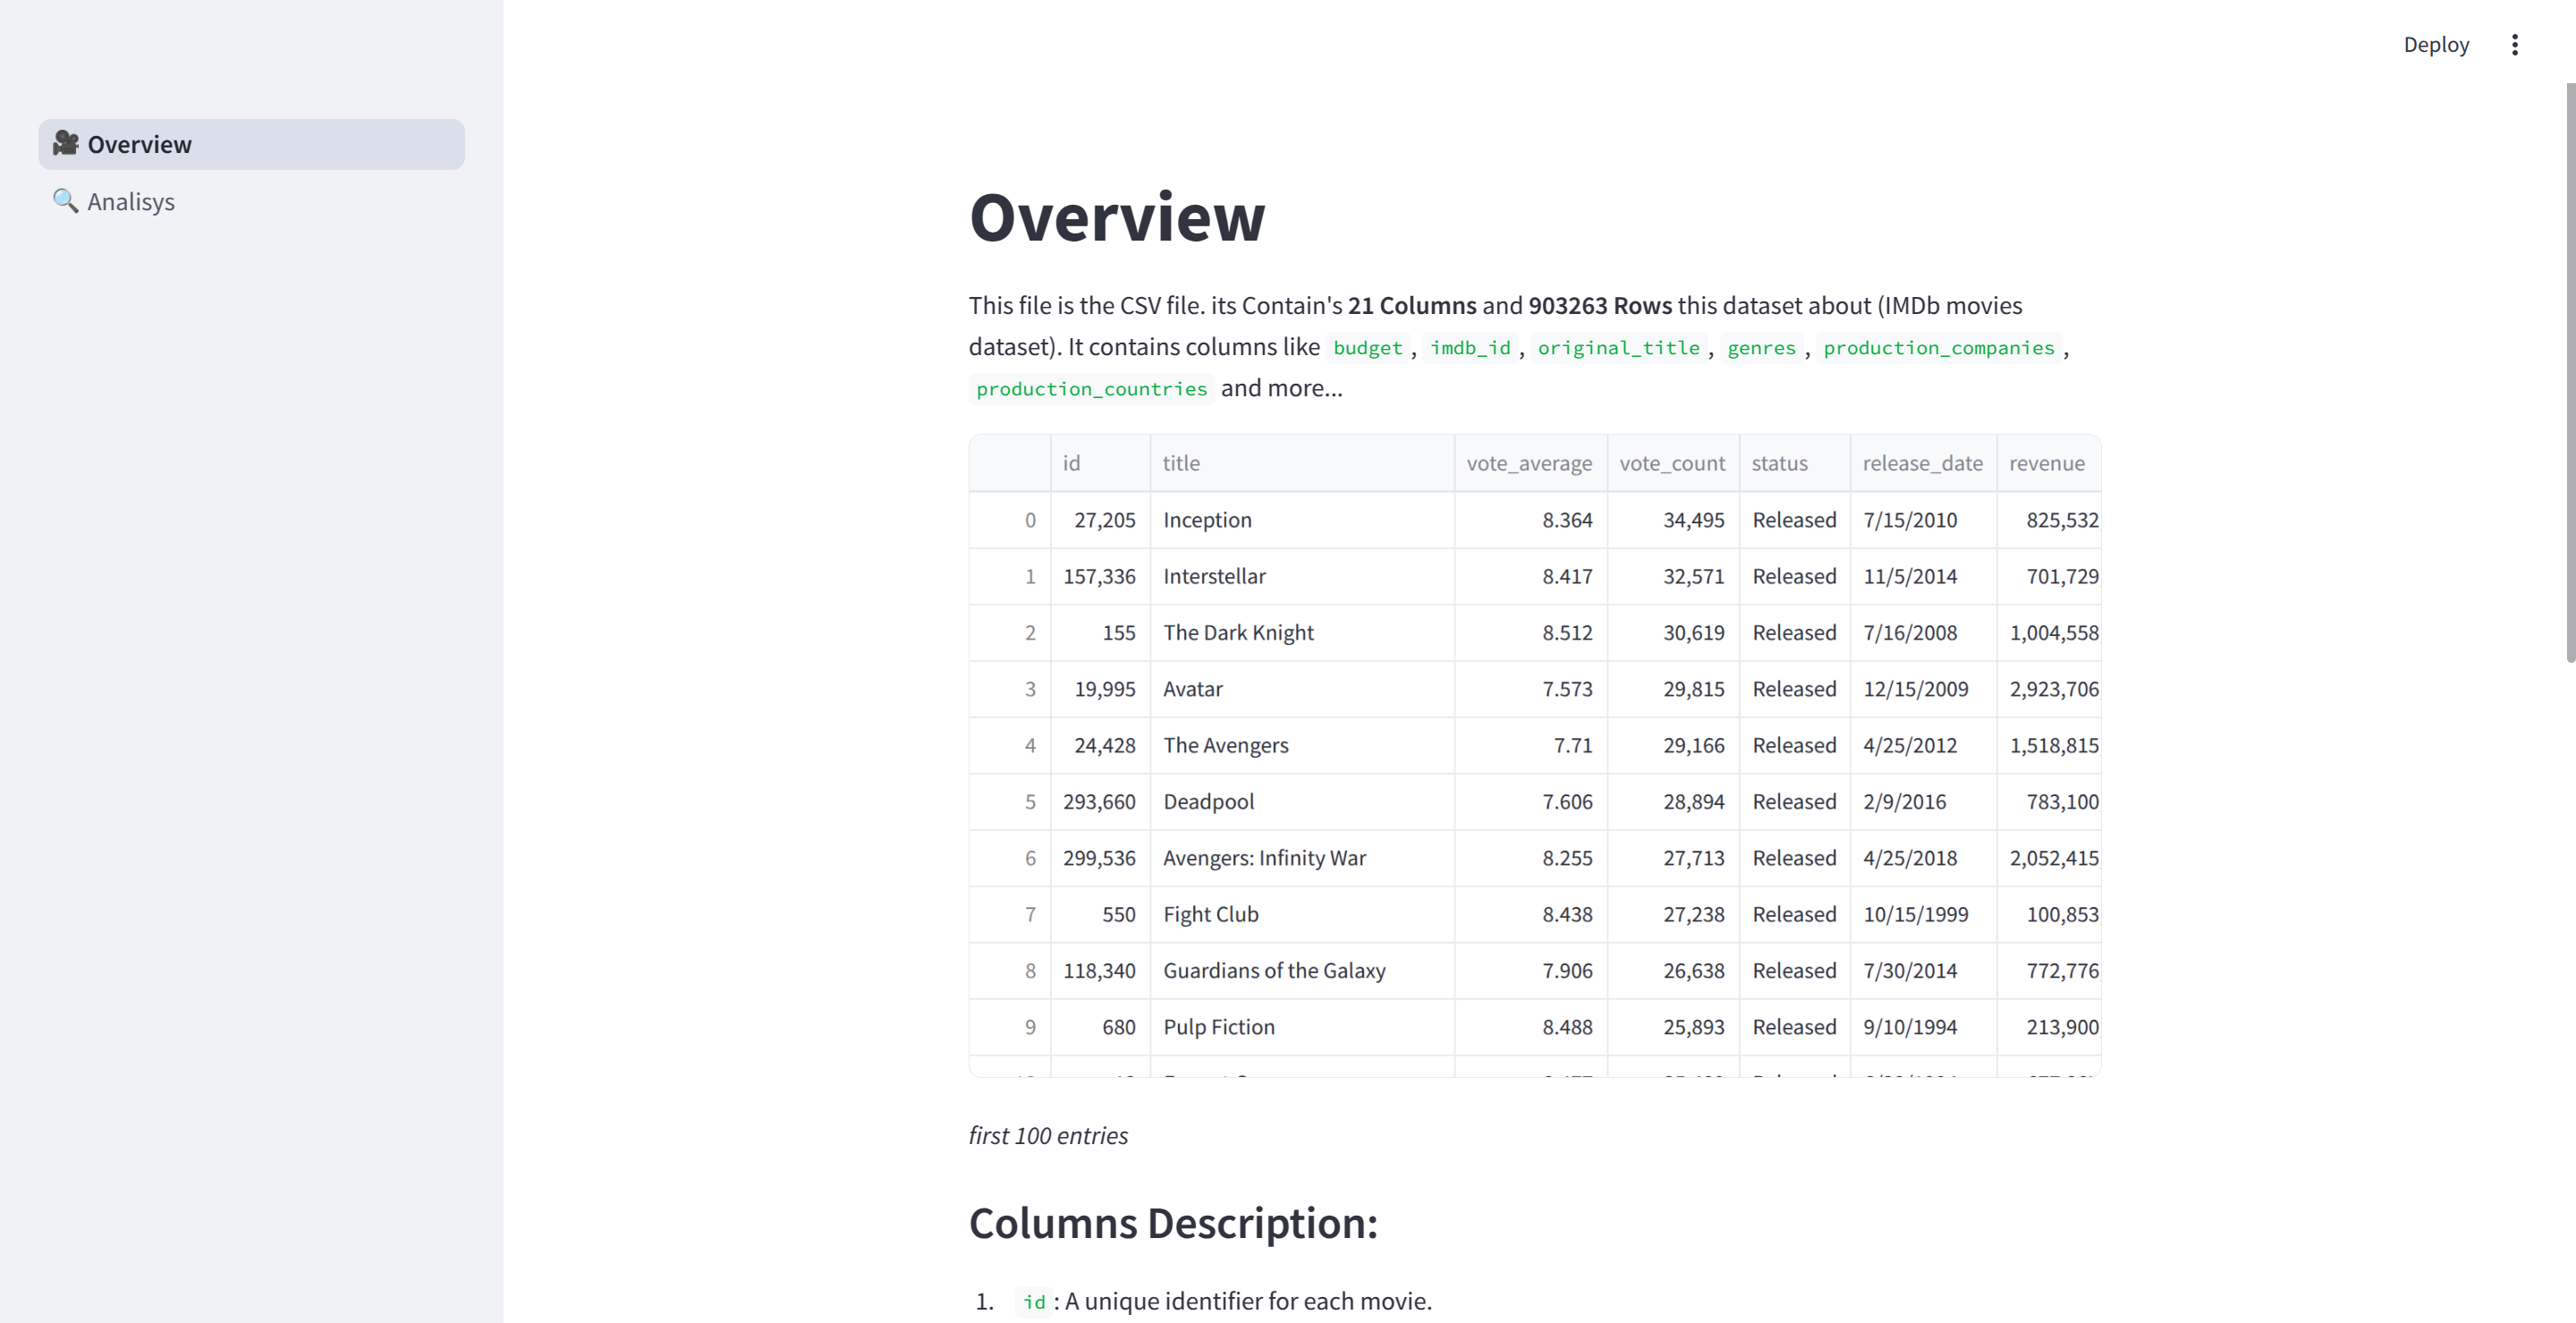 Deploy
Overview
Analisys
Overview
This file is the CSV file. its Contain's 21 Columns and 903263 Rows this dataset about (IMDb movies
dataset). It contains columns like budget , imdb_id , original_title , genres , production_companies ,
production_countries and more...
id title vote_average vote_count status release_date revenue
0 27,205 Inception 8.364 34,495 Released 7/15/2010 825,532
1 157,336 Interstellar 8.417 32,571 Released 11/5/2014 701,729
2 155 The Dark Knight 8.512 30,619 Released 7/16/2008 1,004,558
3 19,995 Avatar 7.573 29,815 Released 12/15/2009 2,923,706
4 24,428 The Avengers 7.71 29,166 Released 4/25/2012 1,518,815
5 293,660 Deadpool 7.606 28,894 Released 2/9/2016 783,100
6 299,536 Avengers: Infinity War 8.255 27,713 Released 4/25/2018 2,052,415
7 550 Fight Club 8.438 27,238 Released 10/15/1999 100,853
8 118,340 Guardians of the Galaxy 7.906 26,638 Released 7/30/2014 772,776
9 680 Pulp Fiction 8.488 25,893 Released 9/10/1994 213,900
first 100 entries
Columns Description:
1. id : A unique identifier for each movie.